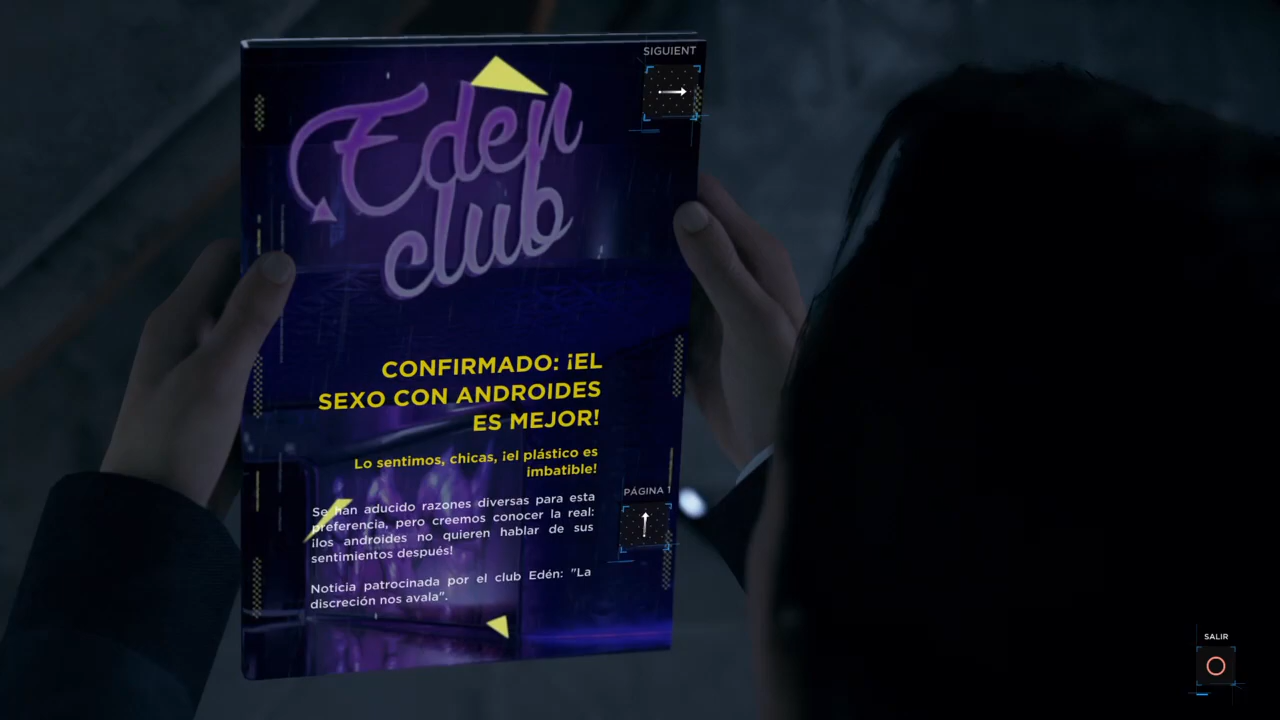 SIGUIENT
Eden
club
CONFIRMADO: ¡EL
SEXO CON ANDROIDES
ES MEJOR!
Lo sentimos, chicas, ¡el plástico es
imbatible!
PÁGINA 1
Se han aducido razones diversas para esta
preferencia, pero creemos conocer la real:
¡los androides no quieren hablar de sus
sentimientos después!
Noticia patrocinada por el club Edén: "La
discreción nos avala".
SALIR